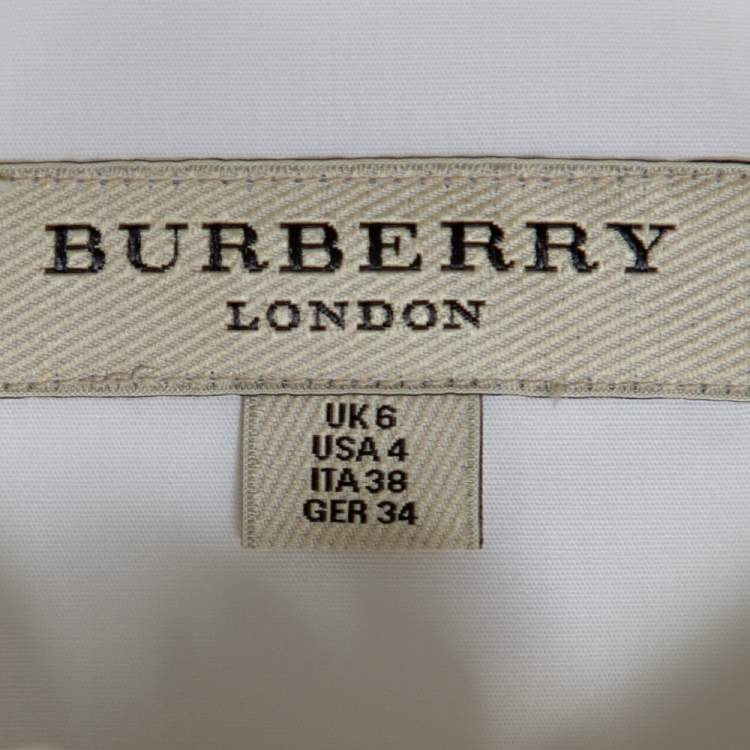 BURBERRY
LONDON
UK 6
USA 4
ITA 38
GER 34